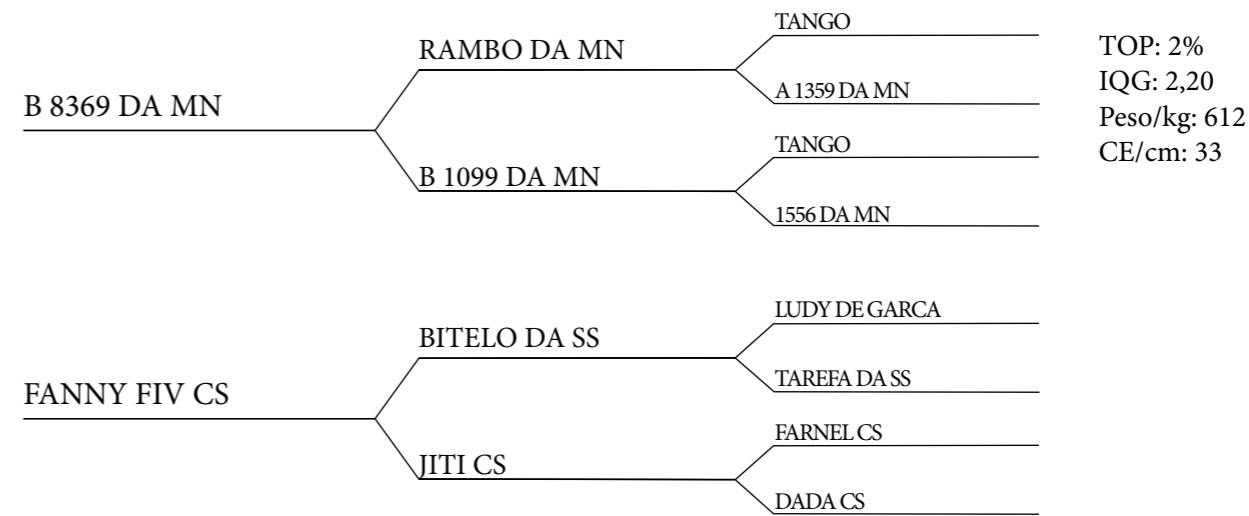 TANGO
RAMBO DA MN
A 1359 DA MN
B 8369 DA MN
TANGO
B 1099 DA MN
1556 DA MN
TOP: 2%
IQG: 2,20
Peso/kg: 612
CE/cm: 33
LUDY DE GARCA
BITELO DA SS
TAREFA DA SS
FANNY FIV CS
FARNEL CS
JITI CS
DADA CS